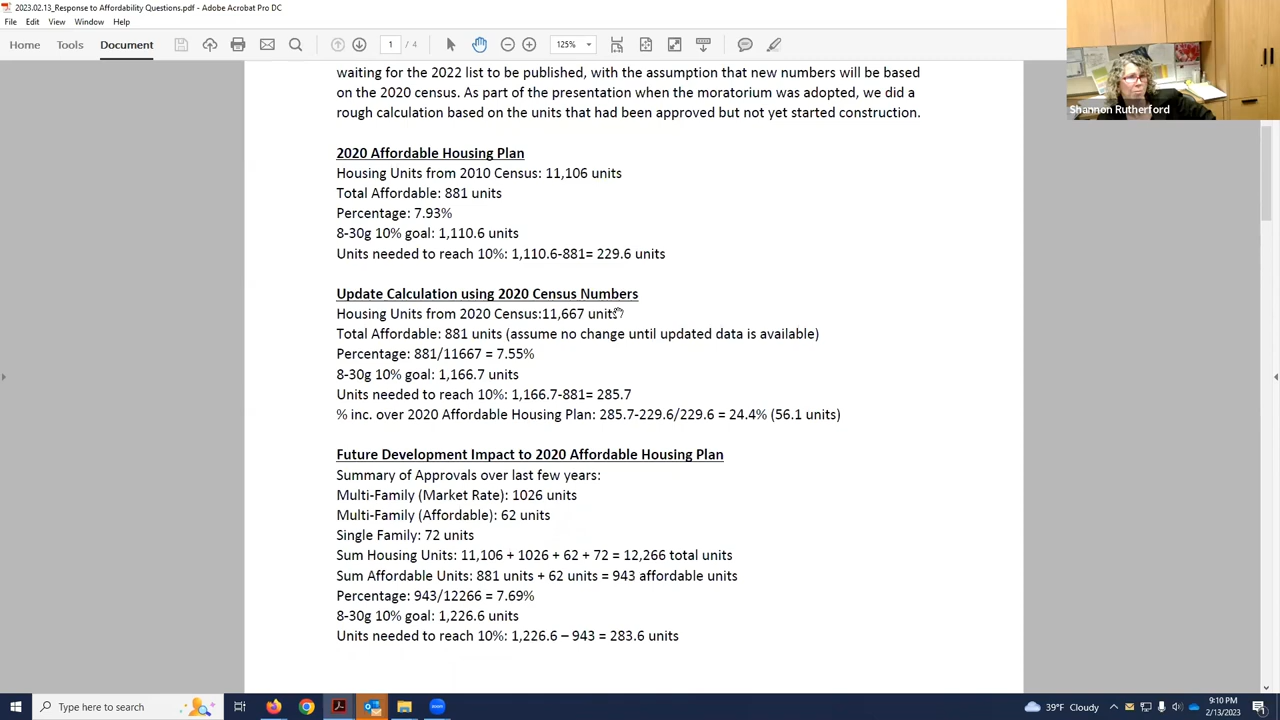 2023.02.13_Response to Affordability Questions.pdf - Adobe Acrobat Pro DC
File Edit View Window Help
Home Tools Document 1 / 4 125%
Shannon Rutherford
waiting for the 2022 list to be published, with the assumption that new numbers will be based
on the 2020 census. As part of the presentation when the moratorium was adopted, we did a
rough calculation based on the units that had been approved but not yet started construction.
2020 Affordable Housing Plan
Housing Units from 2010 Census: 11,106 units
Total Affordable: 881 units
Percentage: 7.93%
8-30g 10% goal: 1,110.6 units
Units needed to reach 10%: 1,110.6-881= 229.6 units
Update Calculation using 2020 Census Numbers
Housing Units from 2020 Census:11,667 units
Total Affordable: 881 units (assume no change until updated data is available)
Percentage: 881/11667 = 7.55%
8-30g 10% goal: 1,166.7 units
Units needed to reach 10%: 1,166.7-881= 285.7
% inc. over 2020 Affordable Housing Plan: 285.7-229.6/229.6 = 24.4% (56.1 units)
Future Development Impact to 2020 Affordable Housing Plan
Summary of Approvals over last few years:
Multi-Family (Market Rate): 1026 units
Multi-Family (Affordable): 62 units
Single Family: 72 units
Sum Housing Units: 11,106 + 1026 + 62 + 72 = 12,266 total units
Sum Affordable Units: 881 units + 62 units = 943 affordable units
Percentage: 943/12266 = 7.69%
8-30g 10% goal: 1,226.6 units
Units needed to reach 10%: 1,226.6 – 943 = 283.6 units
Type here to search zoom 39°F Cloudy 9:10 PM
2/13/2023